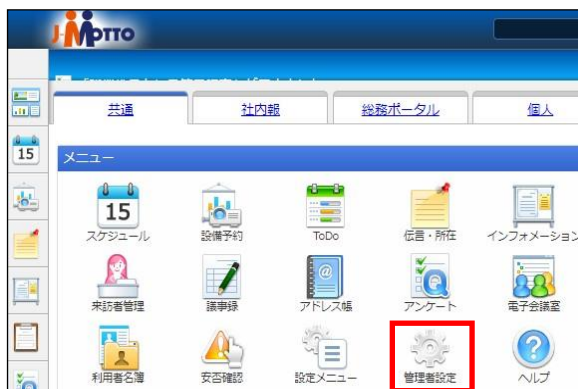 J-MOTTO
共通
社内報
総務ポータル
個人
メニュー
15
15
スケジュール
設備予約
ToDo
伝言・所在
インフォメーション
来訪者管理
議事録
アドレス帳
アンケート
電子会議室
利用者名簿
安否確認
設定メニュー
管理者設定
ヘルプ